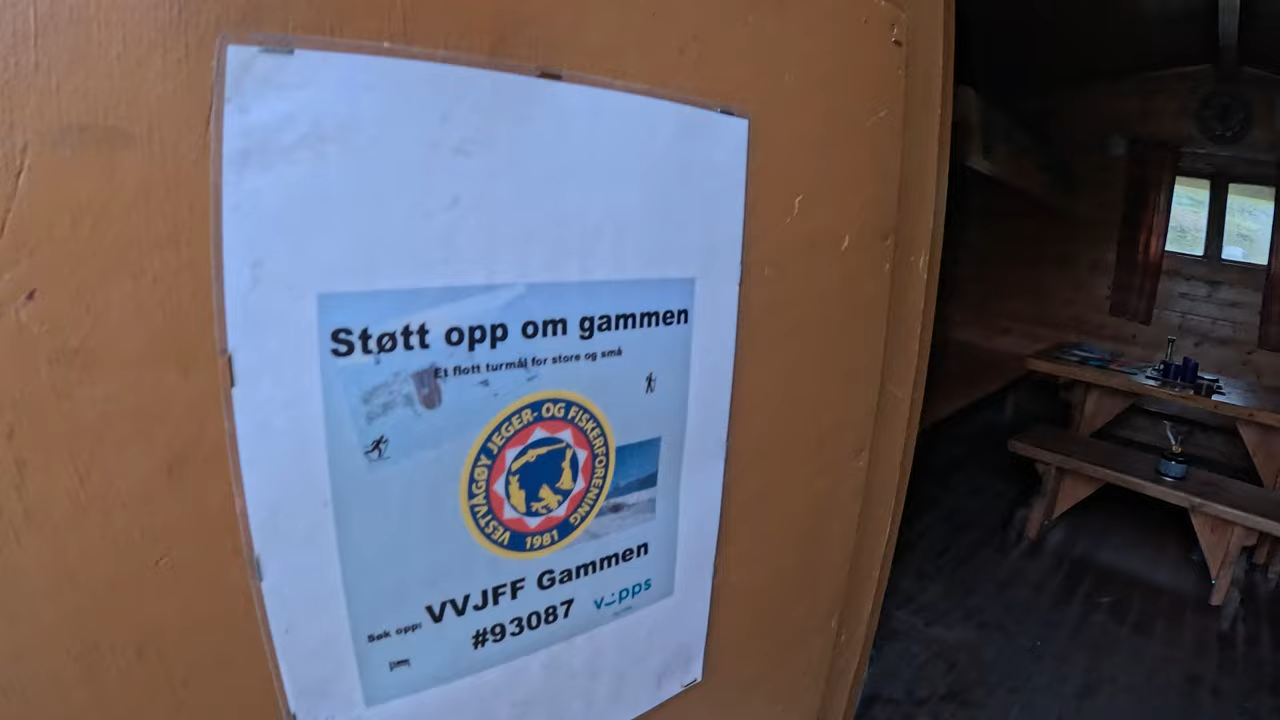 Støtt opp om gammen
Et flott turmål for store og små
VESTVÅGØY JEGER- OG FISKERFORENING
1981
VVJFF Gammen
Søk opp:
#93087
vipps